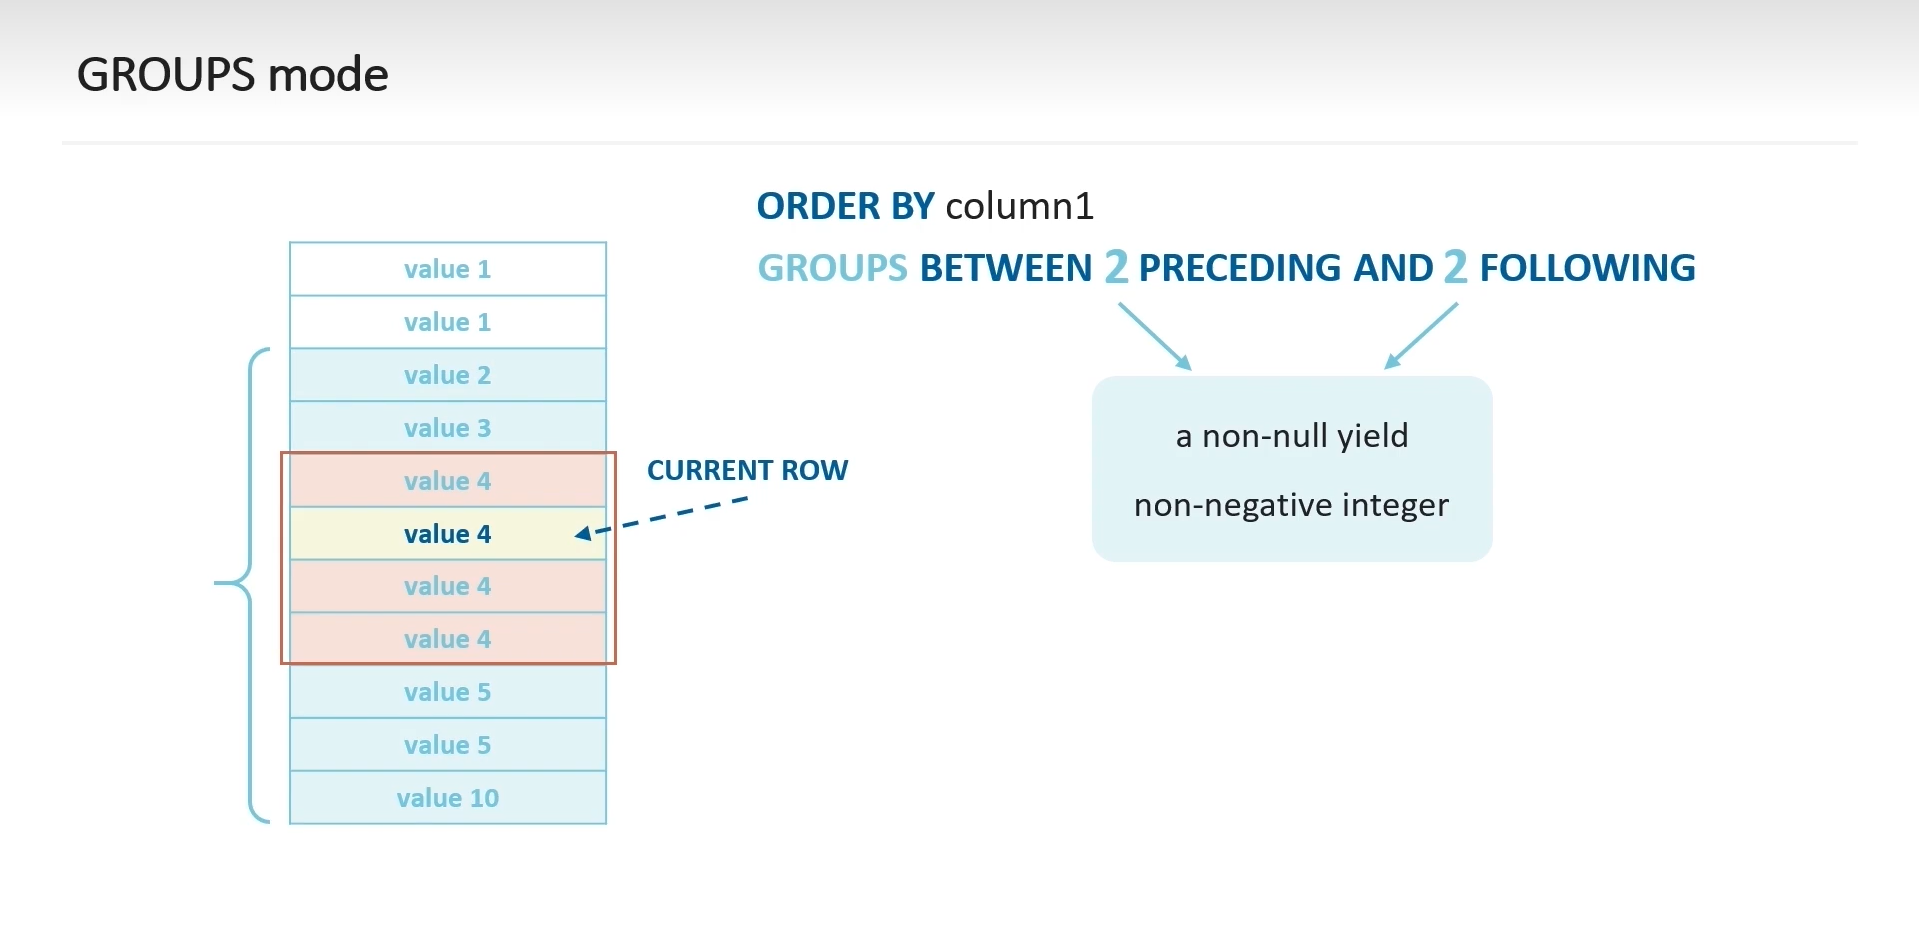 GROUPS mode
ORDER BY column1
GROUPS BETWEEN 2 PRECEDING AND 2 FOLLOWING
value 1
value 1
value 2
value 3
value 4
value 4
value 4
value 4
value 5
value 5
value 10
CURRENT ROW
a non-null yield
non-negative integer